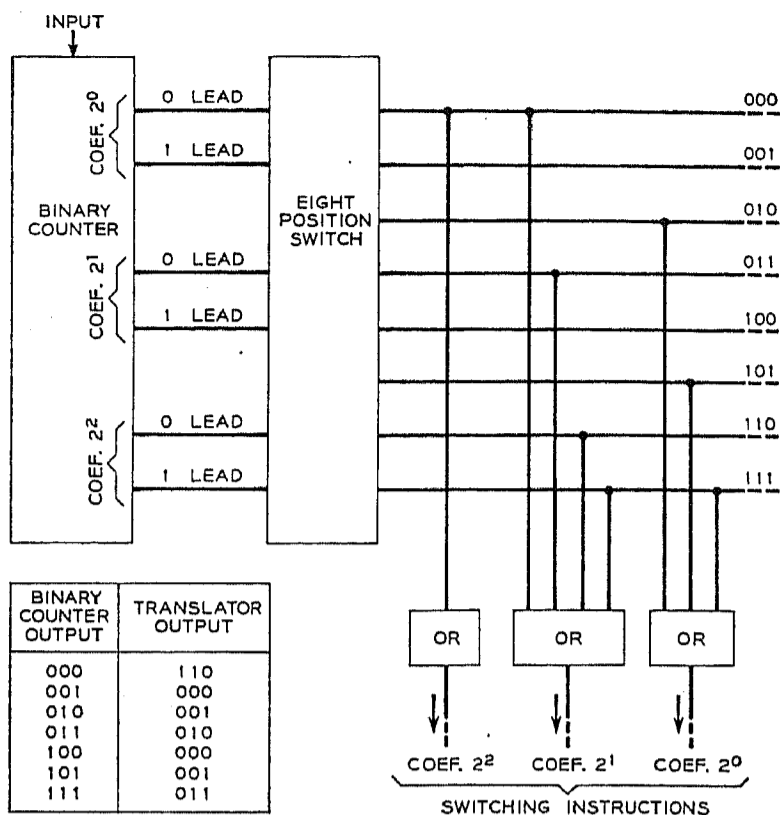 INPUT
BINARY
COUNTER
COEF. 2⁰
COEF. 2¹
COEF. 2²
0 LEAD
1 LEAD
0 LEAD
1 LEAD
0 LEAD
1 LEAD
EIGHT
POSITION
SWITCH
000
001
010
011
100
101
110
111
OR
OR
OR
COEF. 2²
COEF. 2¹
COEF. 2⁰
SWITCHING INSTRUCTIONS
BINARY
COUNTER
OUTPUT
TRANSLATOR
OUTPUT
000 110
001 000
010 001
011 010
100 000
101 001
111 011